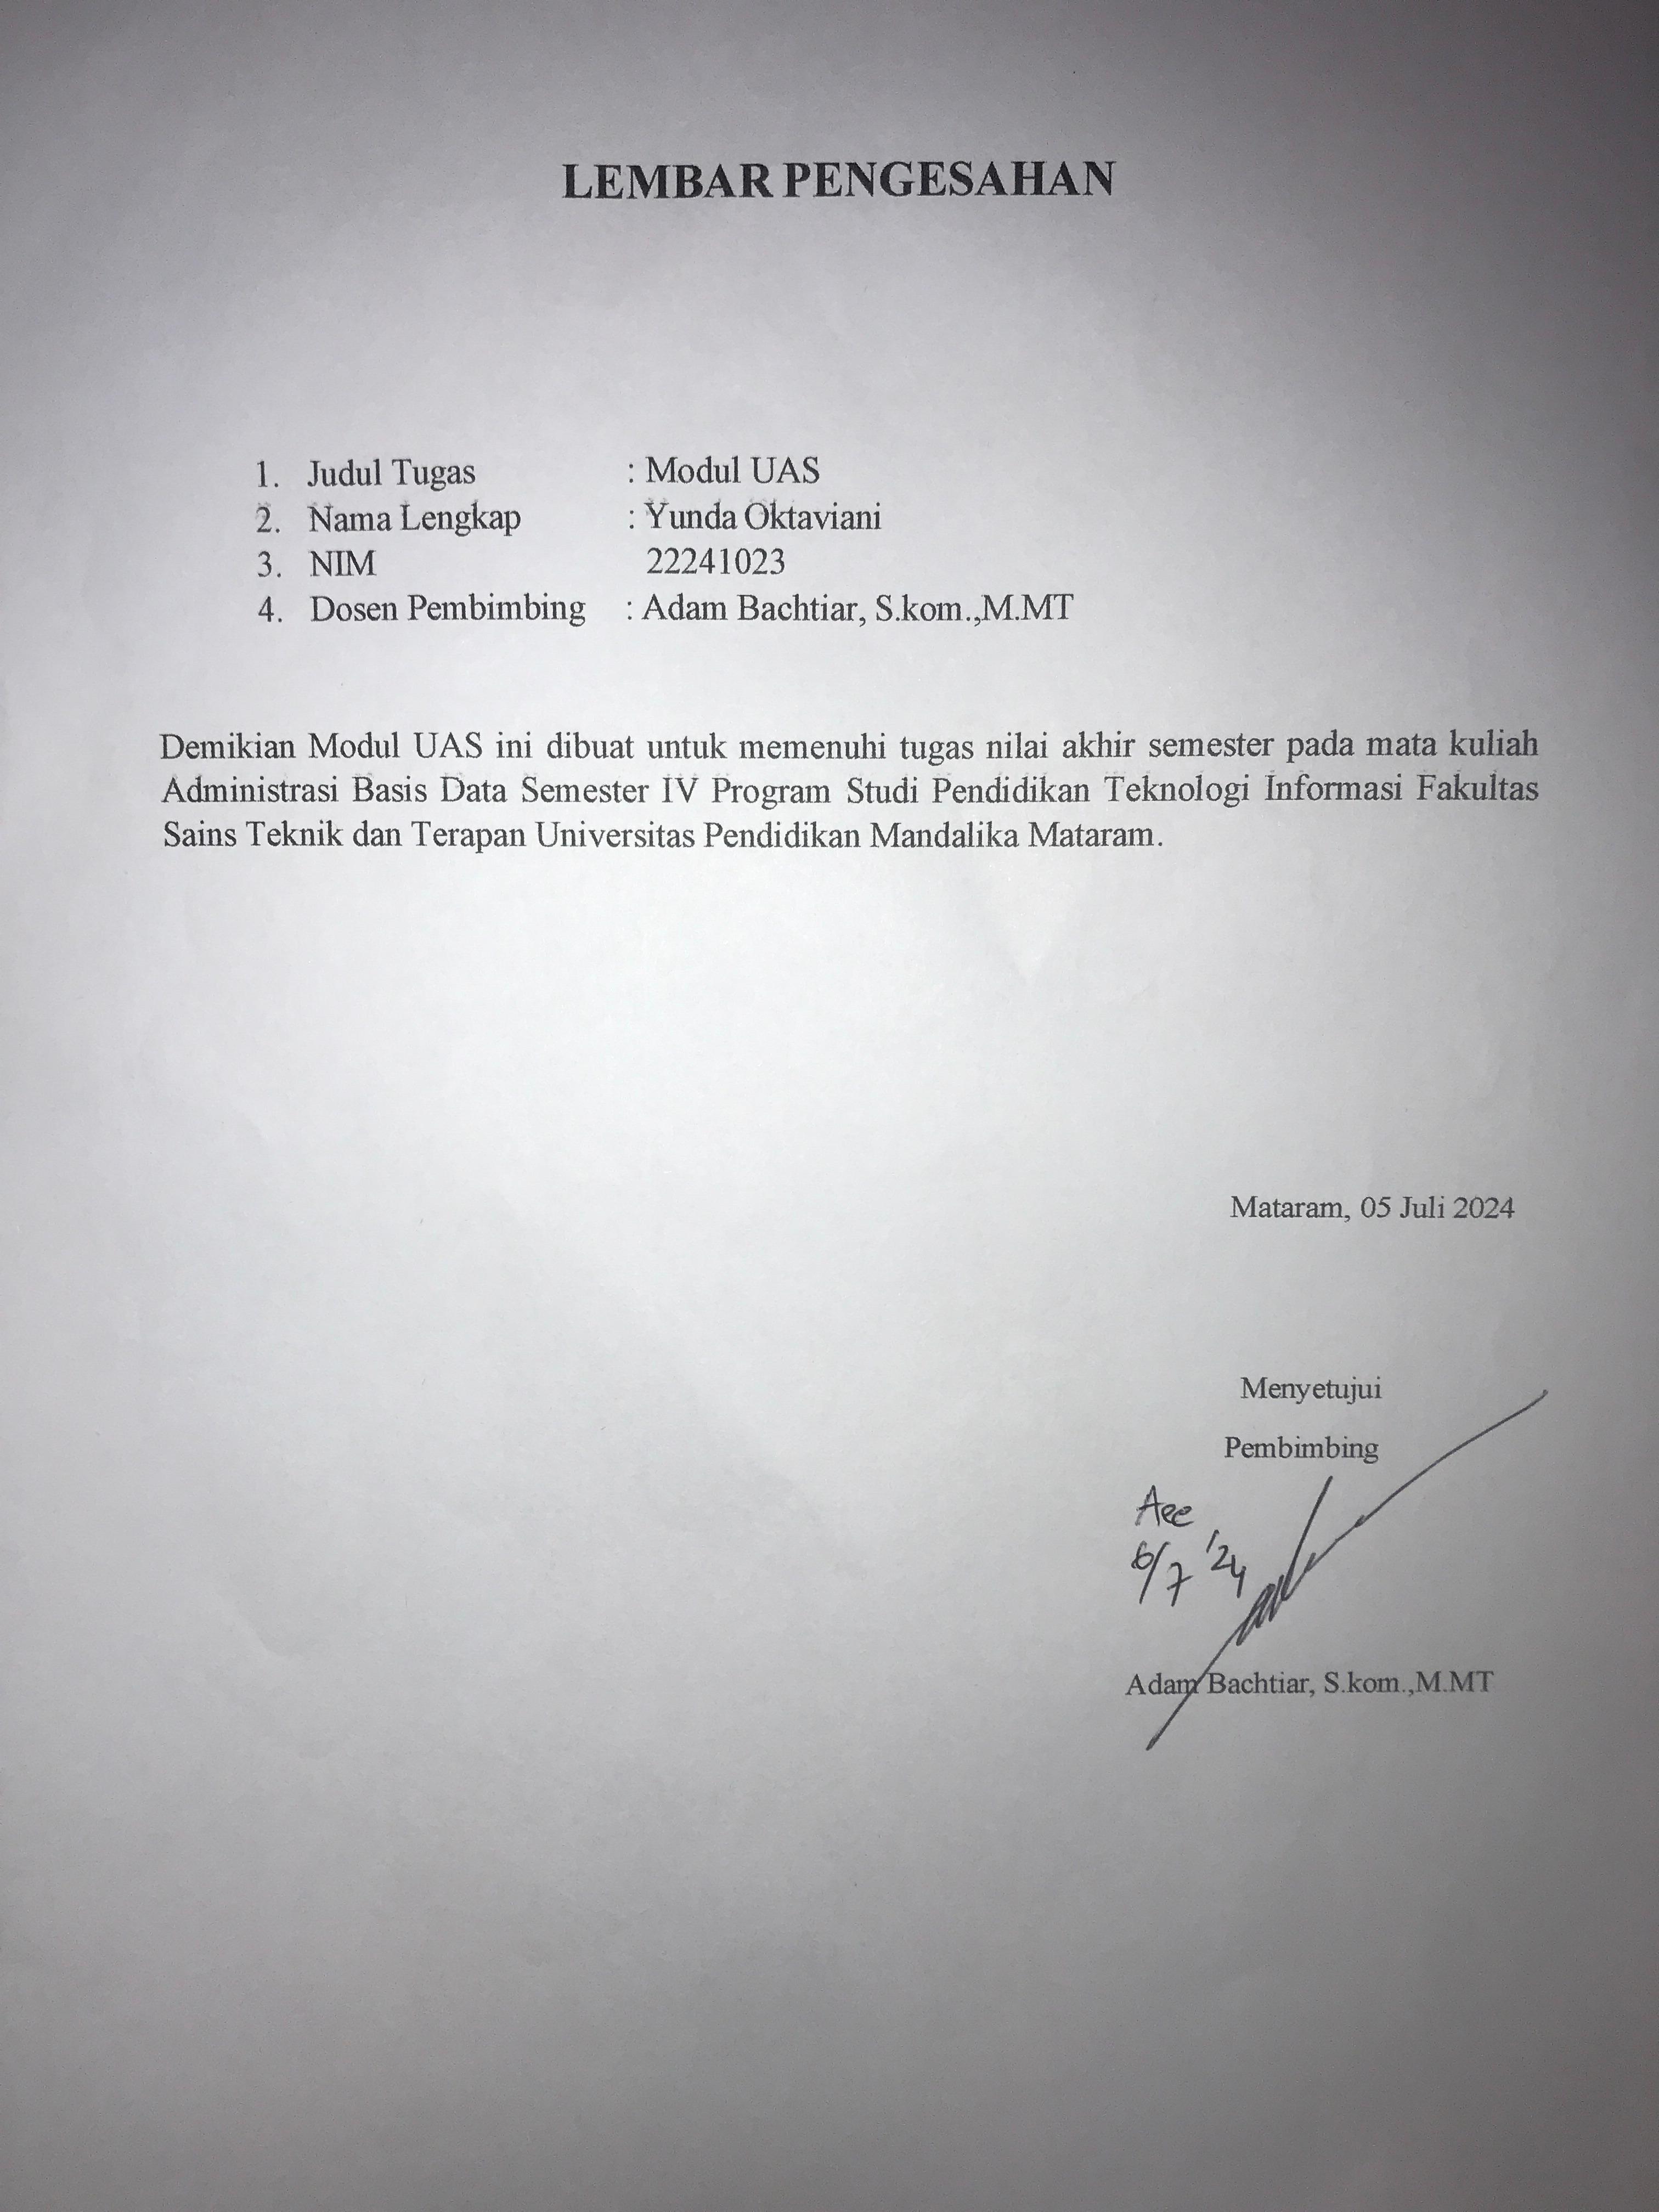 LEMBAR PENGESAHAN
1. Judul Tugas : Modul UAS
2. Nama Lengkap : Yunda Oktaviani
3. NIM 22241023
4. Dosen Pembimbing : Adam Bachtiar, S.kom.,M.MT
Demikian Modul UAS ini dibuat untuk memenuhi tugas nilai akhir semester pada mata kuliah
Administrasi Basis Data Semester IV Program Studi Pendidikan Teknologi Informasi Fakultas
Sains Teknik dan Terapan Universitas Pendidikan Mandalika Mataram.
Mataram, 05 Juli 2024
Menyetujui
Pembimbing
Acc
6/7 '24
Adam Bachtiar, S.kom.,M.MT